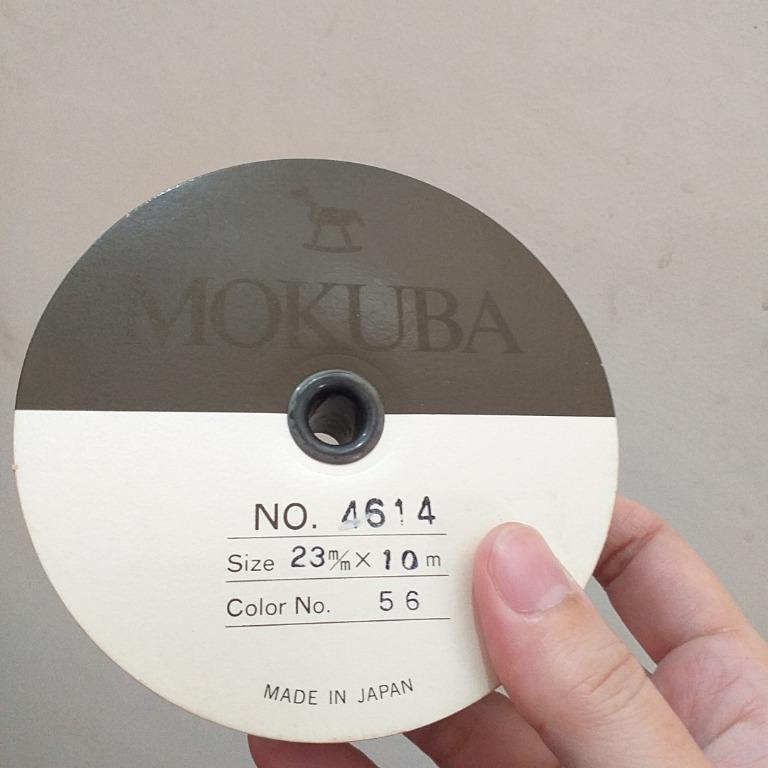 MOKUBA
NO. 4614
Size 23m/m × 10 m
Color No. 56
MADE IN JAPAN